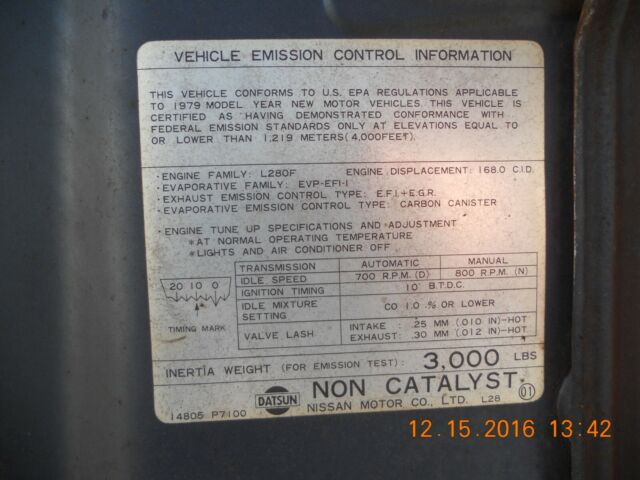 VEHICLE EMISSION CONTROL INFORMATION
THIS VEHICLE CONFORMS TO U.S. EPA REGULATIONS APPLICABLE
TO 1979 MODEL YEAR NEW MOTOR VEHICLES. THIS VEHICLE IS
CERTIFIED AS "HAVING DEMONSTRATED CONFORMANCE WITH
FEDERAL EMISSION STANDARDS ONLY AT ELEVATIONS EQUAL TO
OR LOWER THAN 1,219 METERS (4,000FEET).
·ENGINE FAMILY: L280F ENGINE DISPLACEMENT: 168.0 C.I.D.
·EVAPORATIVE FAMILY: EVP-EFI-1
·EXHAUST EMISSION CONTROL TYPE: E.F.I.+E.G.R.
·EVAPORATIVE EMISSION CONTROL TYPE: CARBON CANISTER
·ENGINE TUNE UP SPECIFICATIONS AND ADJUSTMENT
*AT NORMAL OPERATING TEMPERATURE
*LIGHTS AND AIR CONDITIONER OFF
TRANSMISSION AUTOMATIC MANUAL
IDLE SPEED 700 R.P.M. (D) 800 R.P.M. (N)
IGNITION TIMING 10° B.T.D.C.
IDLE MIXTURE SETTING CO 1.0 % OR LOWER
VALVE LASH INTAKE : .25 MM (.010 IN)-HOT
EXHAUST: .30 MM (.012 IN)-HOT
20 10 0
TIMING MARK
INERTIA WEIGHT (FOR EMISSION TEST): 3,000 LBS
14805 P7100 DATSUN NON CATALYST. 01
NISSAN MOTOR CO., LTD. L28
12.15.2016 13:42